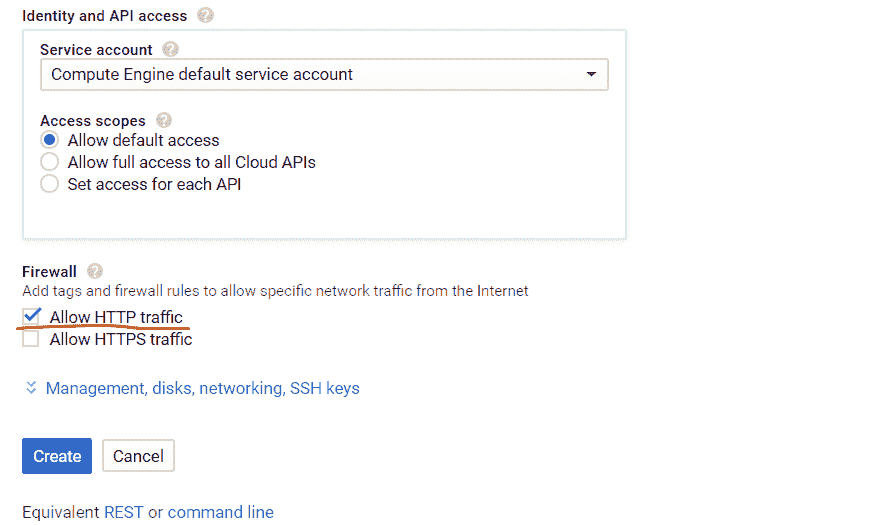 Identity and API access
Service account
Compute Engine default service account
Access scopes
Allow default access
Allow full access to all Cloud APIs
Set access for each API
Firewall
Add tags and firewall rules to allow specific network traffic from the Internet
Allow HTTP traffic
Allow HTTPS traffic
Management, disks, networking, SSH keys
Create Cancel
Equivalent REST or command line